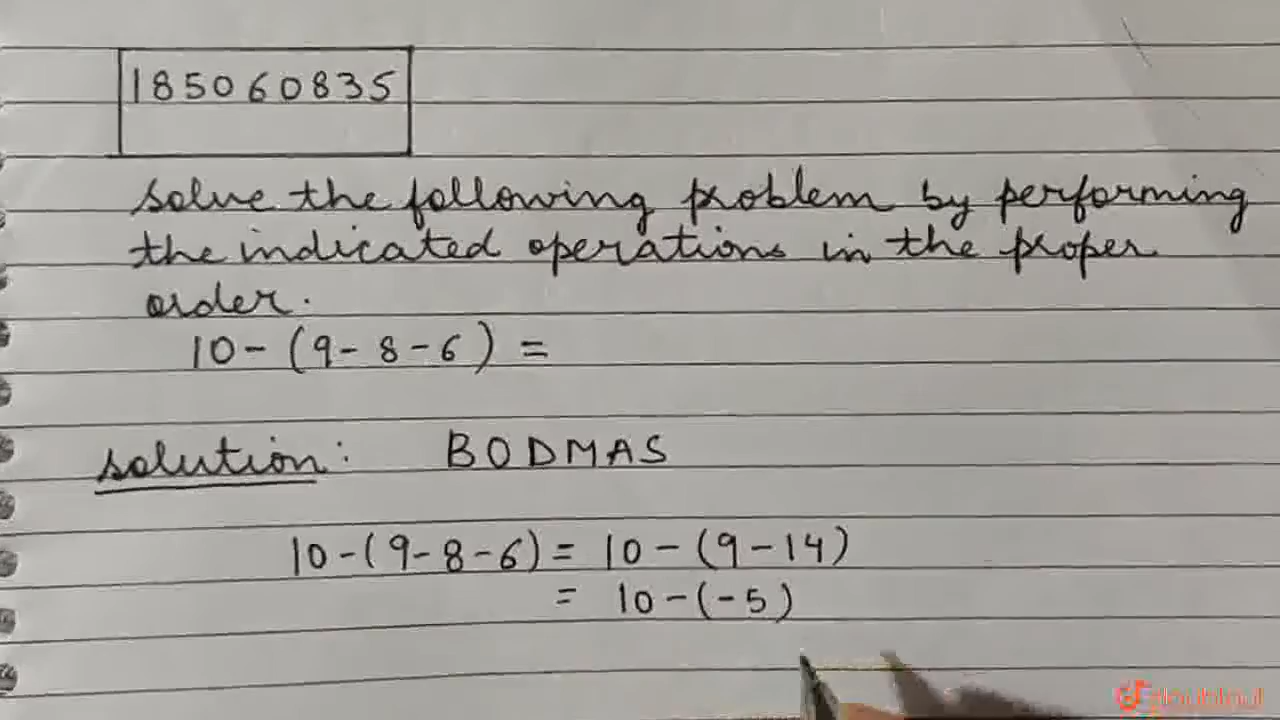 185060835
solve the following problem by performing
the indicated operations in the proper
order.
10-(9-8-6)=
solution: BODMAS
10-(9-8-6)= 10-(9-14)
= 10-(-5)
doubtnut